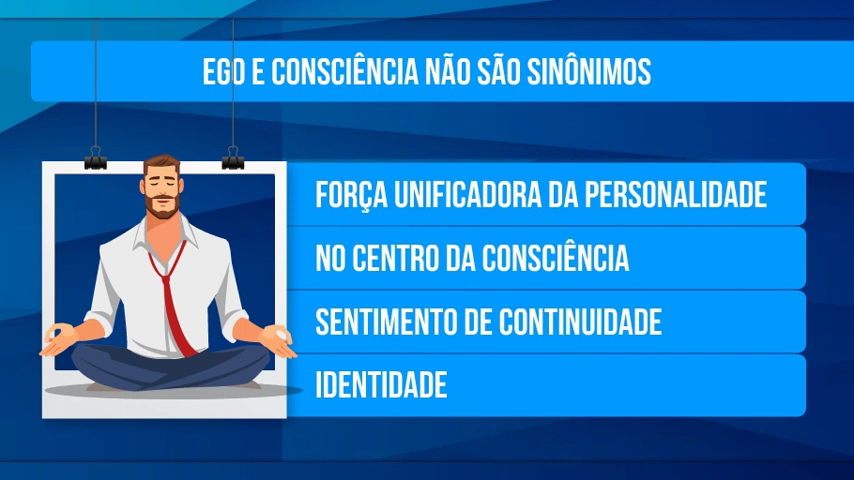 EGO E CONSCIÊNCIA NÃO SÃO SINÔNIMOS
FORÇA UNIFICADORA DA PERSONALIDADE
NO CENTRO DA CONSCIÊNCIA
SENTIMENTO DE CONTINUIDADE
IDENTIDADE